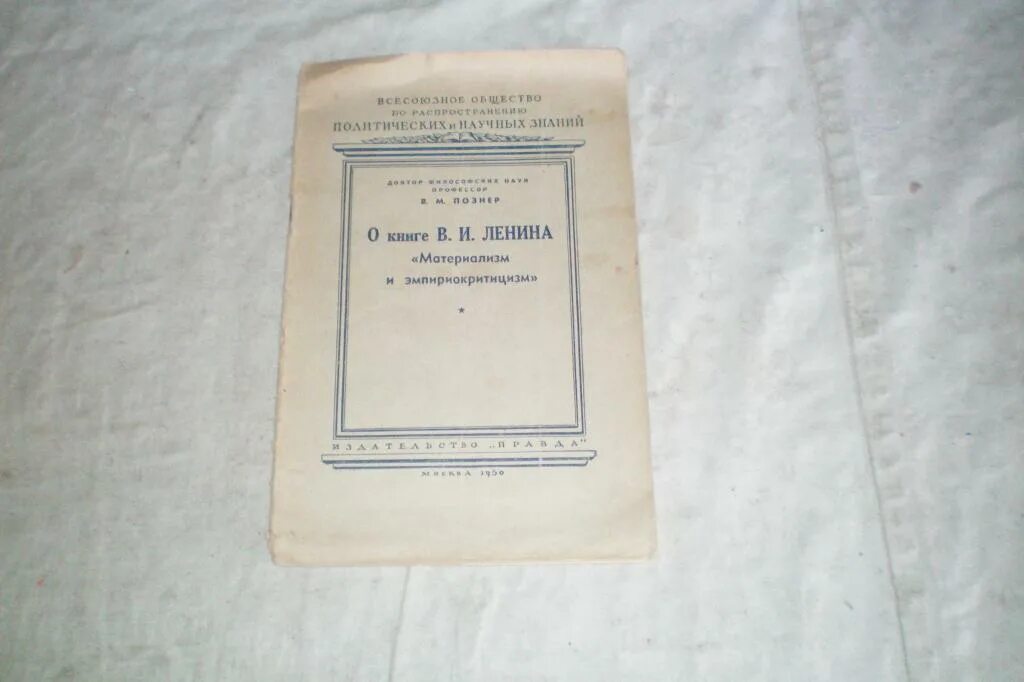 ВСЕСОЮЗНОЕ ОБЩЕСТВО
ПО РАСПРОСТРАНЕНИЮ
ПОЛИТИЧЕСКИХ и НАУЧНЫХ ЗНАНИЙ
ДОКТОР ФИЛОСОФСКИХ НАУК
ПРОФЕССОР
В. М. ПОЗНЕР
О книге В. И. ЛЕНИНА
«Материализм
и эмпириокритицизм»
ИЗДАТЕЛЬСТВО „ПРАВДА"
МОСКВА 1950